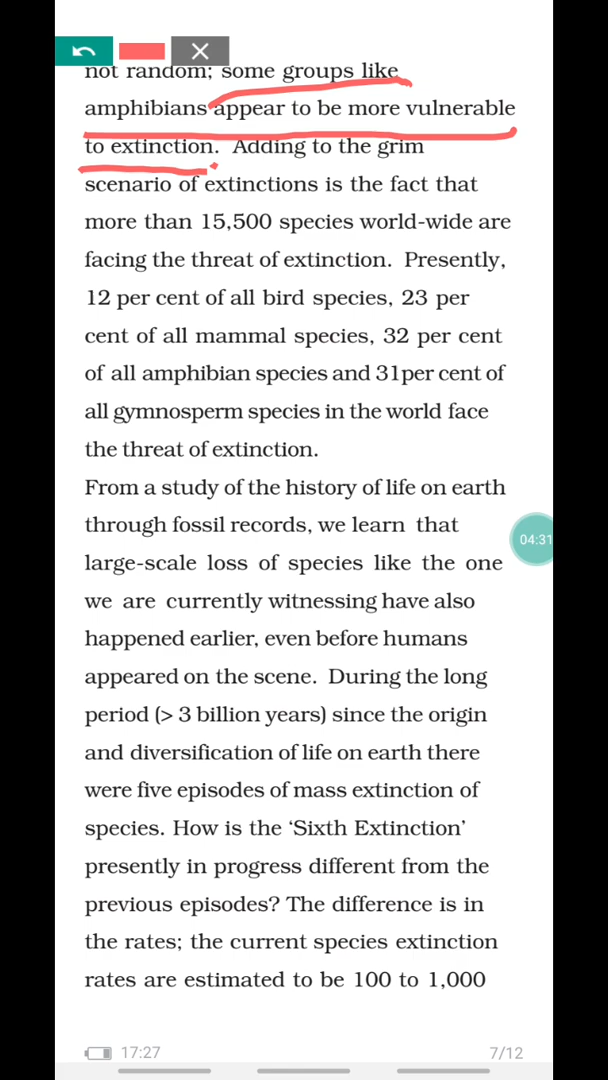 not random; some groups like
amphibians appear to be more vulnerable
to extinction. Adding to the grim
scenario of extinctions is the fact that
more than 15,500 species world-wide are
facing the threat of extinction. Presently,
12 per cent of all bird species, 23 per
cent of all mammal species, 32 per cent
of all amphibian species and 31per cent of
all gymnosperm species in the world face
the threat of extinction.
From a study of the history of life on earth
through fossil records, we learn that
large-scale loss of species like the one
04:31
we are currently witnessing have also
happened earlier, even before humans
appeared on the scene. During the long
period (> 3 billion years) since the origin
and diversification of life on earth there
were five episodes of mass extinction of
species. How is the ‘Sixth Extinction’
presently in progress different from the
previous episodes? The difference is in
the rates; the current species extinction
rates are estimated to be 100 to 1,000
17:27
7/12